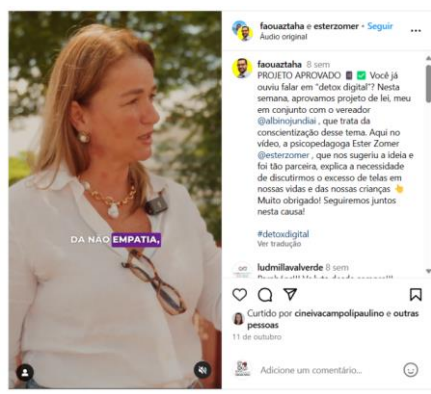 faouaztaha e esterzomer • Seguir
Áudio original
faouaztaha 8 sem
PROJETO APROVADO 📱 ✅ Você já
ouviu falar em "detox digital"? Nesta
semana, aprovamos projeto de lei, meu
em conjunto com o vereador
@albinojundiai , que trata da
conscientização desse tema. Aqui no
vídeo, a psicopedagoga Ester Zomer
@esterzomer , que nos sugeriu a ideia e
foi tão parceira, explica a necessidade
de discutirmos o excesso de telas em
nossas vidas e das nossas crianças 👆
Muito obrigado! Seguiremos juntos
nesta causa!
#detoxdigital
Ver tradução
ludmillavalverde 8 sem
DA NÃO EMPATIA,
Curtido por cineivacampolipaulino e outras
pessoas
11 de outubro
Adicione um comentário...